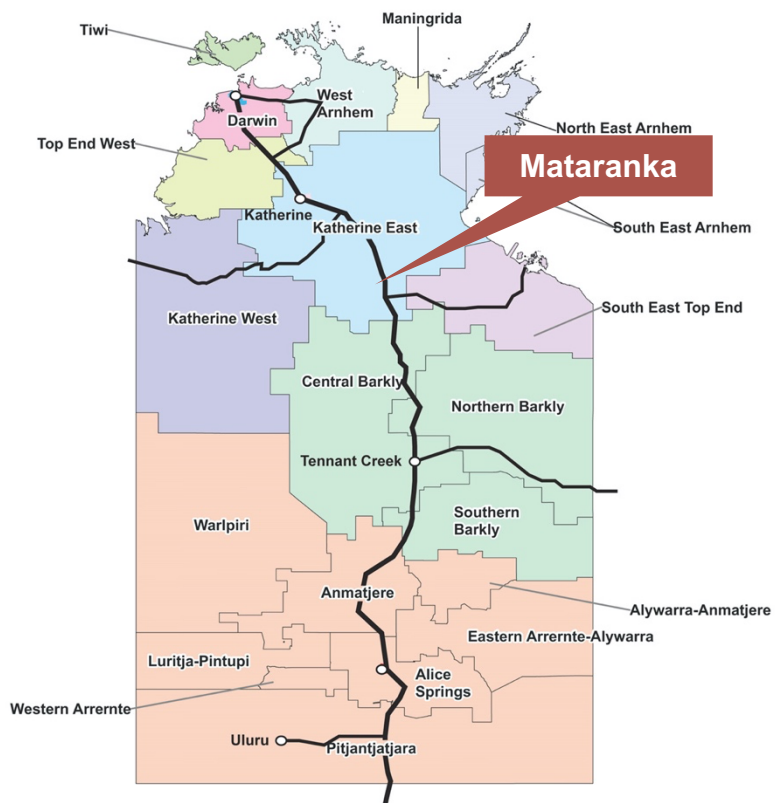 Maningrida
Tiwi
West
Arnhem
Darwin
North East Arnhem
Top End West
Mataranka
Katherine
Katherine East
South East Arnhem
South East Top End
Katherine West
Central Barkly
Northern Barkly
Tennant Creek
Southern
Barkly
Warlpiri
Anmatjere
Alywarra-Anmatjere
Eastern Arrernte-Alywarra
Luritja-Pintupi
Alice
Springs
Western Arrernte
Uluru
Pitjantjatjara